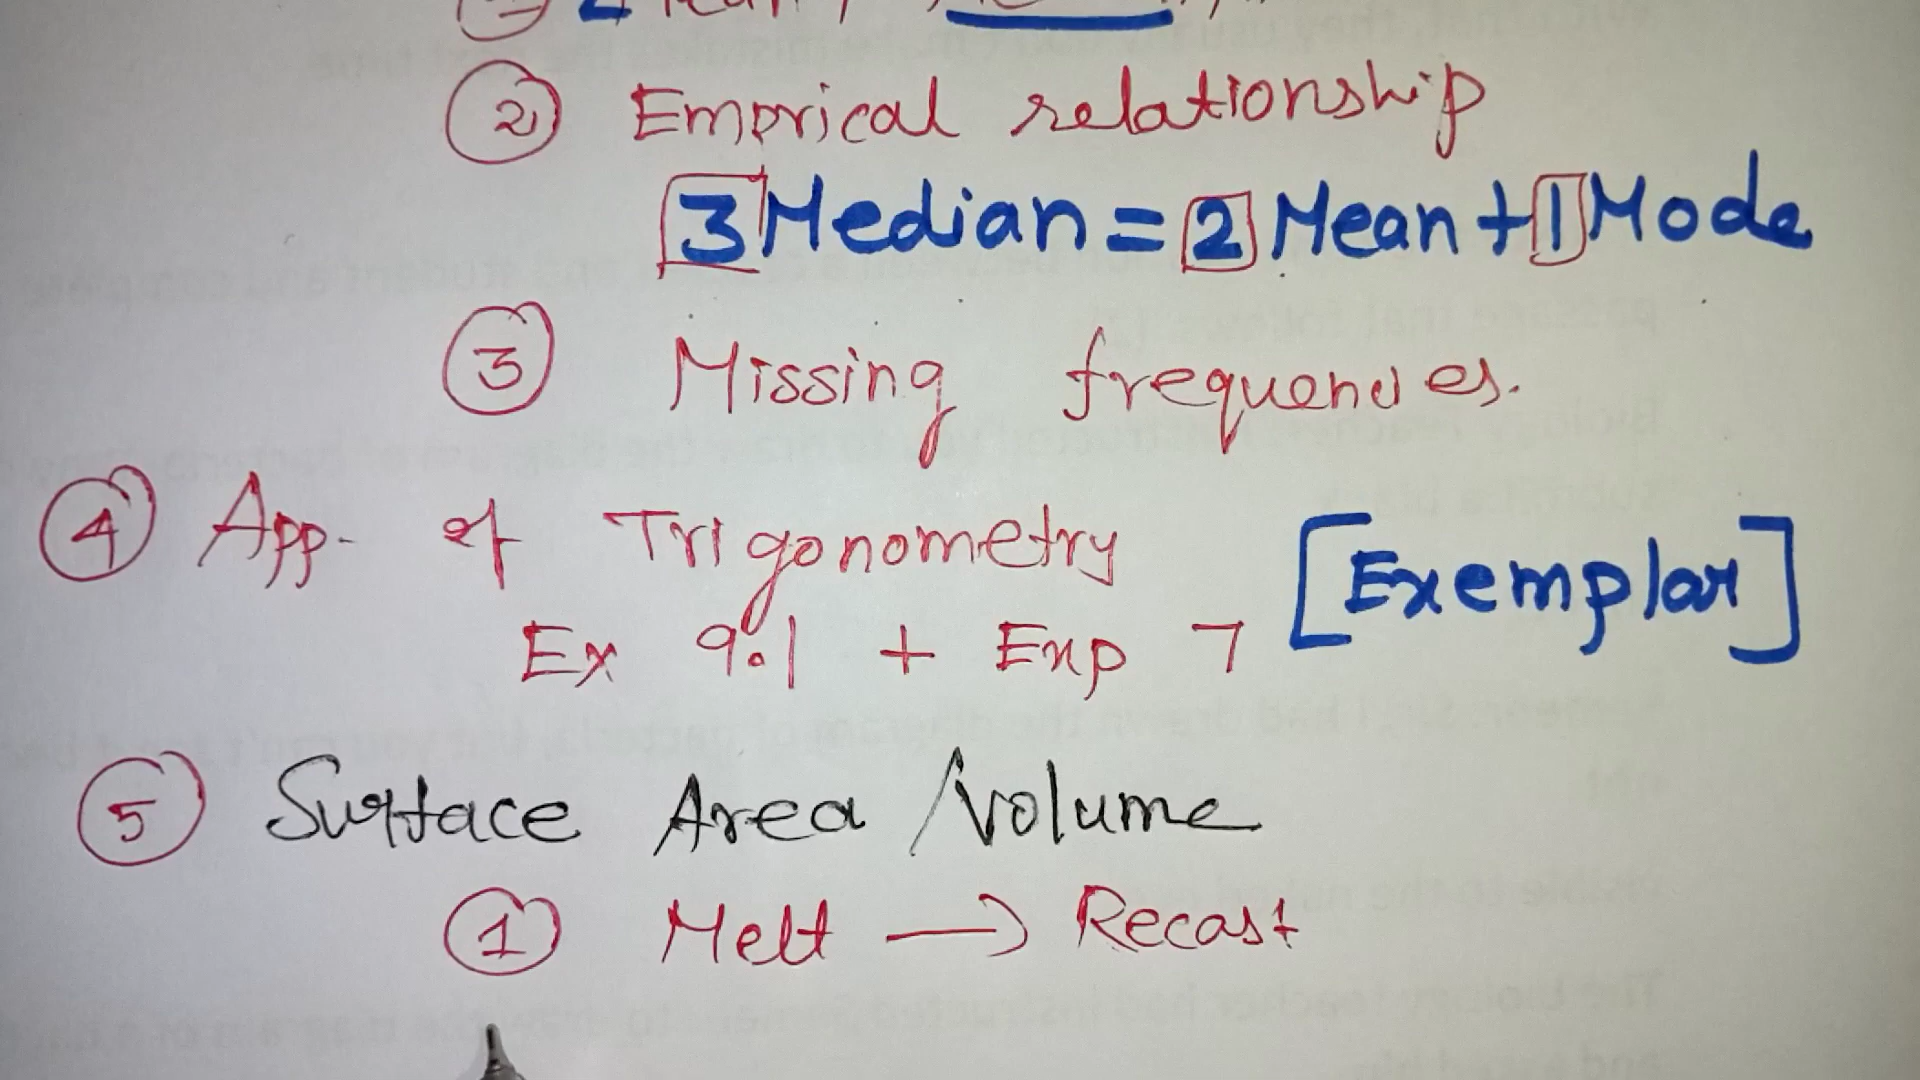 ② Emprical relationship
3 Median = 2 Mean + 1 Mode
③ Missing frequencies.
④ App. of Trigonometry
[Exemplar]
Ex 9.1 + Exp 7
⑤ Surface Area / Volume
① Melt → Recast